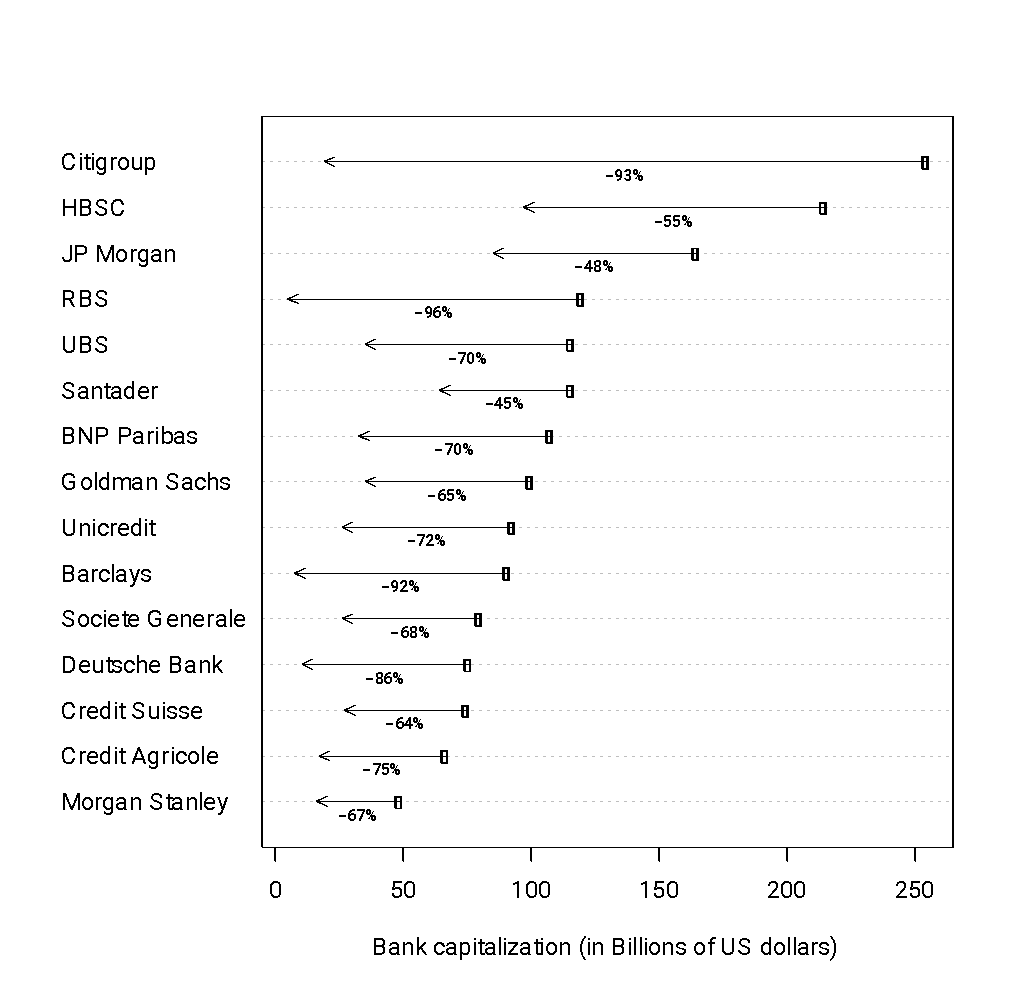 Citigroup
-93%
HBSC
-55%
JP Morgan
-48%
RBS
-96%
UBS
-70%
Santader
-45%
BNP Paribas
-70%
Goldman Sachs
-65%
Unicredit
-72%
Barclays
-92%
Societe Generale
-68%
Deutsche Bank
-86%
Credit Suisse
-64%
Credit Agricole
-75%
Morgan Stanley
-67%
0 50 100 150 200 250
Bank capitalization (in Billions of US dollars)